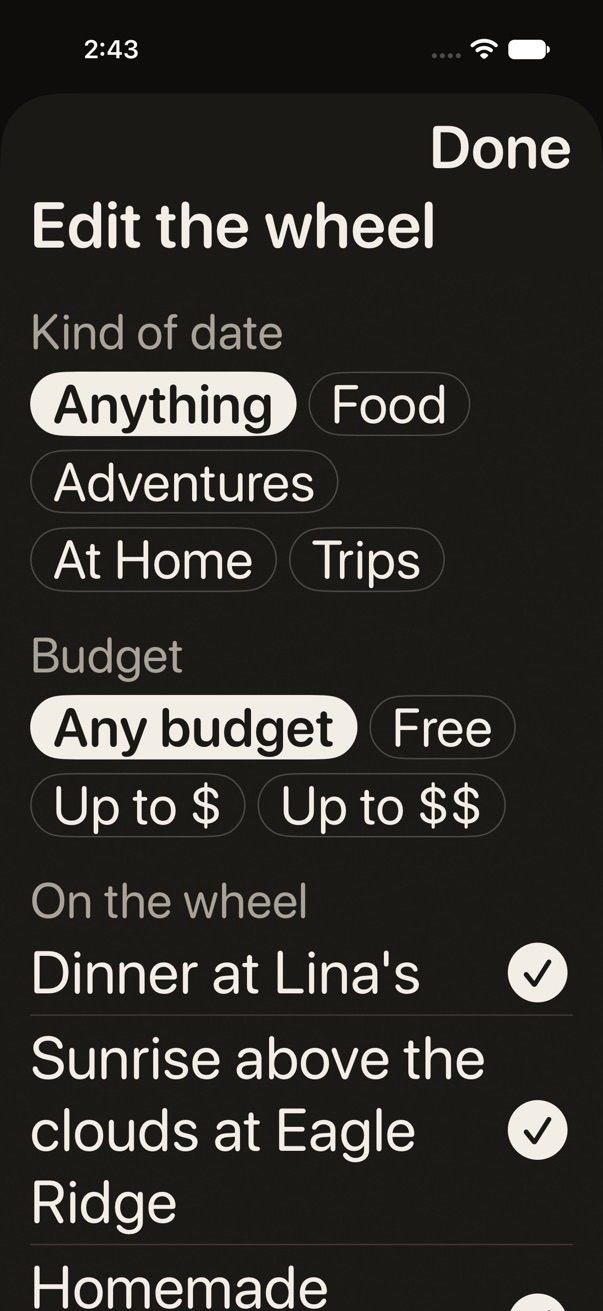 2:43
Done
Edit the wheel
Kind of date
Anything
Food
Adventures
At Home
Trips
Budget
Any budget
Free
Up to $
Up to $$
On the wheel
Dinner at Lina's
Sunrise above the
clouds at Eagle
Ridge
Homemade